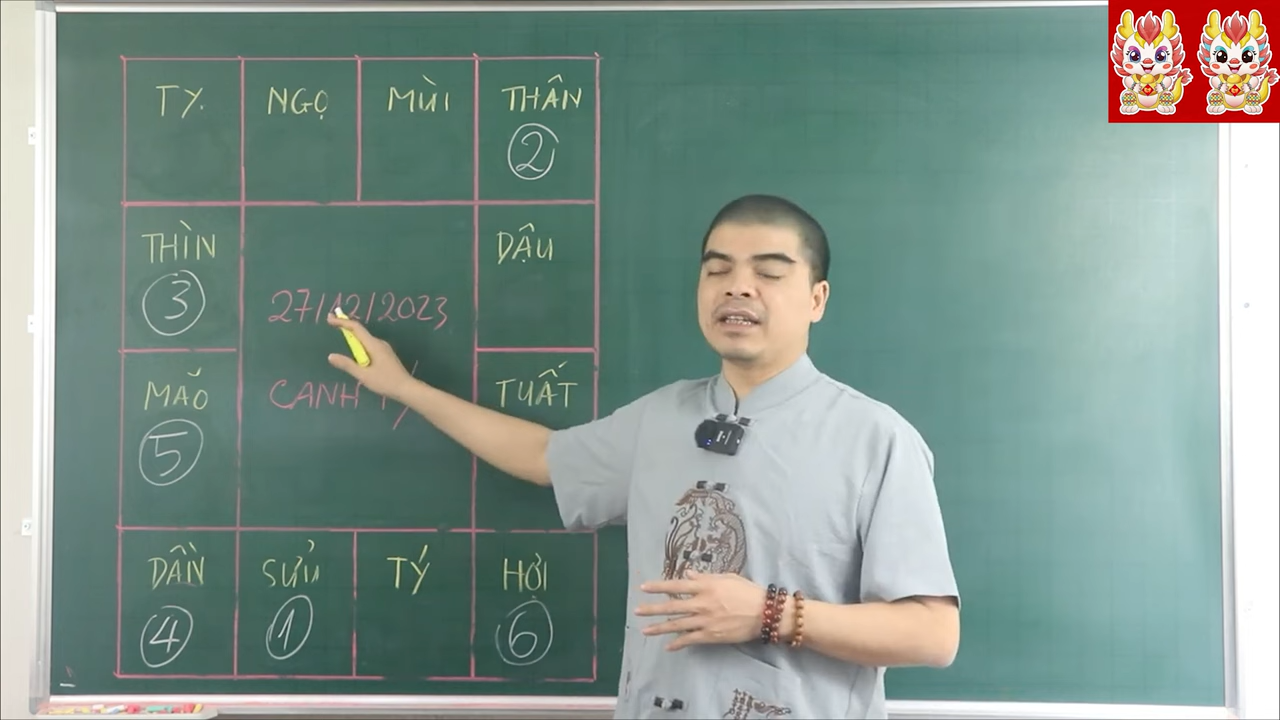 TỴ. NGỌ MÙI THÂN
2
THÌN DẬU
3
27/12/2023
MÃO CANH TÝ TUẤT
5
DẦN SỬU TÝ HỢI
4 1 6